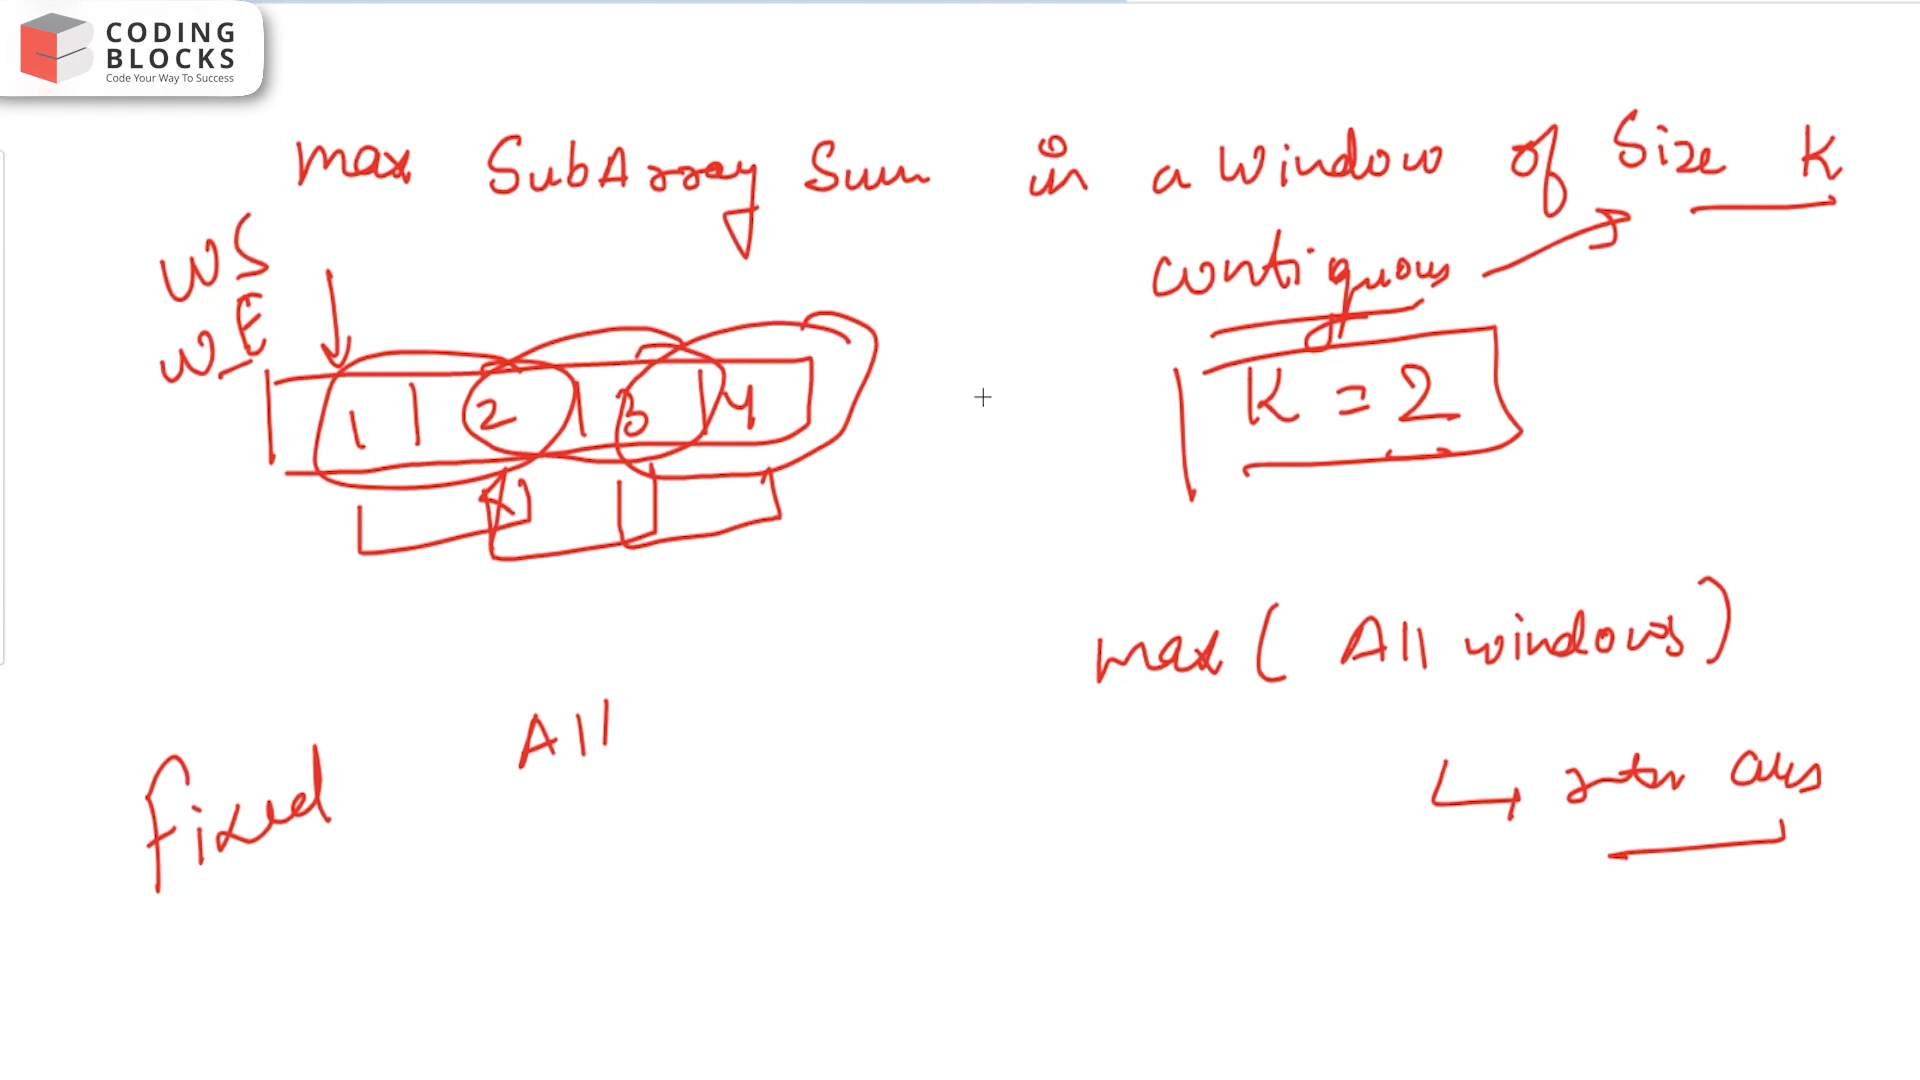 CODING
BLOCKS
Code Your Way To Success
max SubArray Sum in a window of Size K
WS
contiguous
WE
1 2 3 4
K = 2
max ( All windows )
All
fixed
ans